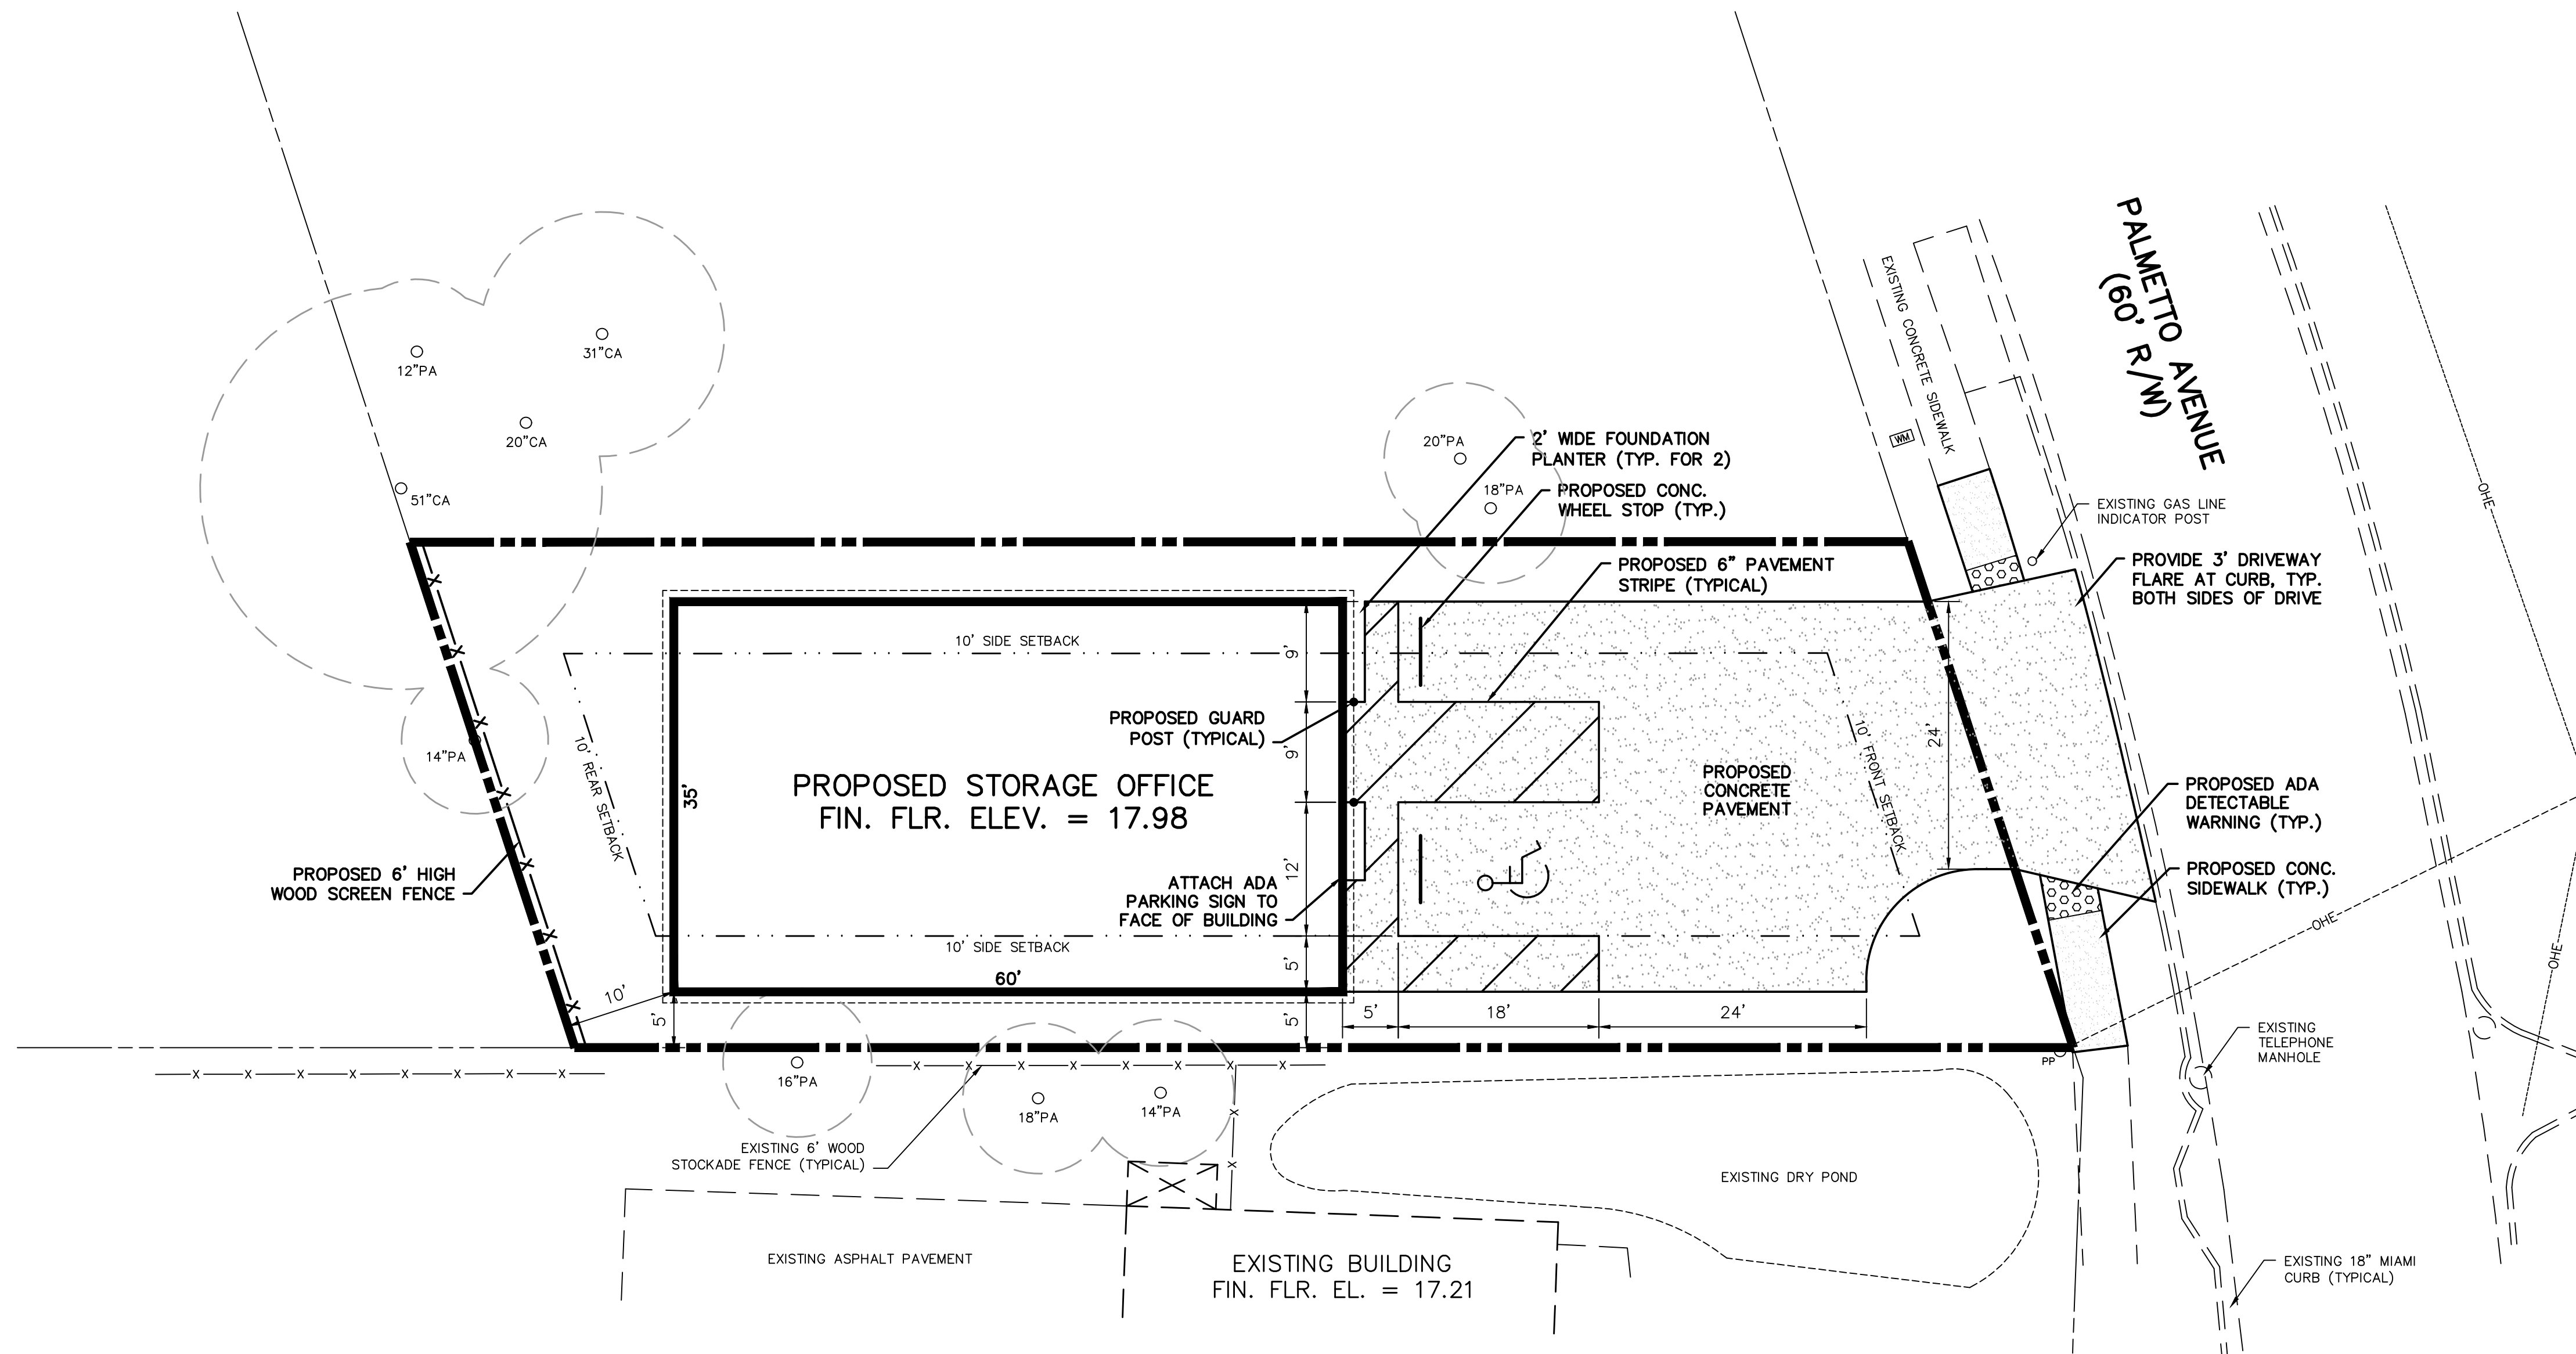 PALMETTO AVENUE
(60' R/W)
EXISTING CONCRETE SIDEWALK
WM
31"CA
12"PA
20"CA
51"CA
20"PA
18"PA
2' WIDE FOUNDATION
PLANTER (TYP. FOR 2)
PROPOSED CONC.
WHEEL STOP (TYP.)
OHE
EXISTING GAS LINE
INDICATOR POST
PROPOSED 6" PAVEMENT
STRIPE (TYPICAL)
PROVIDE 3' DRIVEWAY
FLARE AT CURB, TYP.
BOTH SIDES OF DRIVE
X
X
X
X
X
X
X
10' SIDE SETBACK
9'
14"PA
10' REAR SETBACK
PROPOSED GUARD
POST (TYPICAL)
9'
24'
10' FRONT SETBACK
35'
PROPOSED STORAGE OFFICE
FIN. FLR. ELEV. = 17.98
PROPOSED
CONCRETE
PAVEMENT
PROPOSED ADA
DETECTABLE
WARNING (TYP.)
PROPOSED 6' HIGH
WOOD SCREEN FENCE
12'
ATTACH ADA
PARKING SIGN TO
FACE OF BUILDING
PROPOSED CONC.
SIDEWALK (TYP.)
OHE
OHE
10' SIDE SETBACK
60'
5'
10'
5'
5'
5'
18'
24'
EXISTING
TELEPHONE
MANHOLE
PP
X X X X X X X X
X X X X X X X X
16"PA
18"PA
14"PA
X
X
EXISTING 6' WOOD
STOCKADE FENCE (TYPICAL)
EXISTING DRY POND
EXISTING ASPHALT PAVEMENT
EXISTING BUILDING
FIN. FLR. EL. = 17.21
EXISTING 18" MIAMI
CURB (TYPICAL)